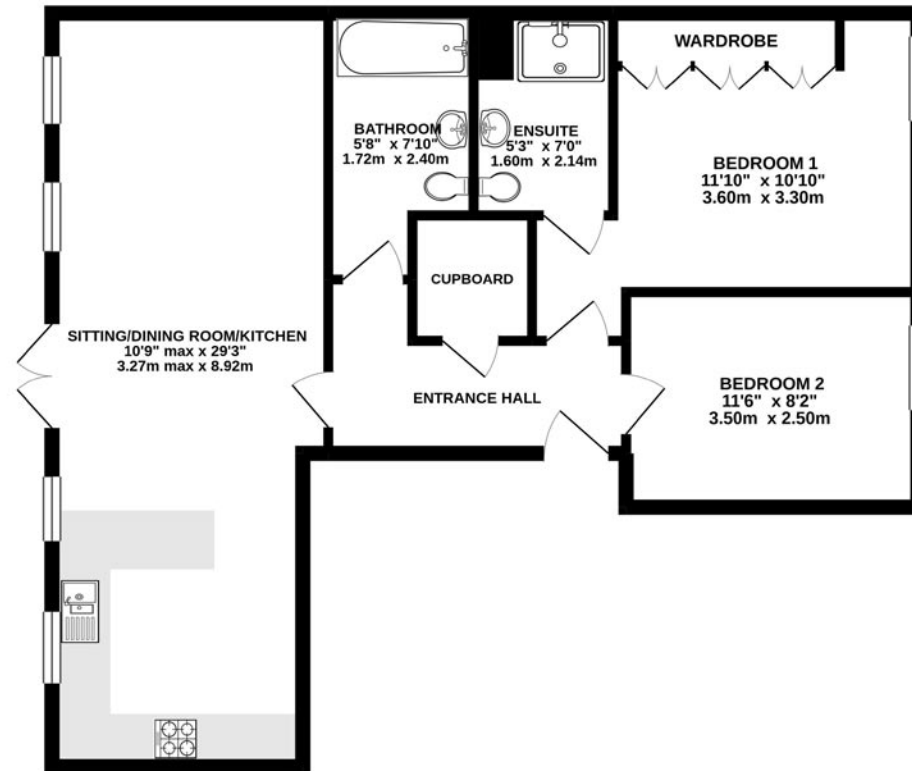 WARDROBE
BATHROOM
5'8" x 7'10"
1.72m x 2.40m
ENSUITE
5'3" x 7'0"
1.60m x 2.14m
BEDROOM 1
11'10" x 10'10"
3.60m x 3.30m
CUPBOARD
SITTING/DINING ROOM/KITCHEN
10'9" max x 29'3"
3.27m max x 8.92m
ENTRANCE HALL
BEDROOM 2
11'6" x 8'2"
3.50m x 2.50m